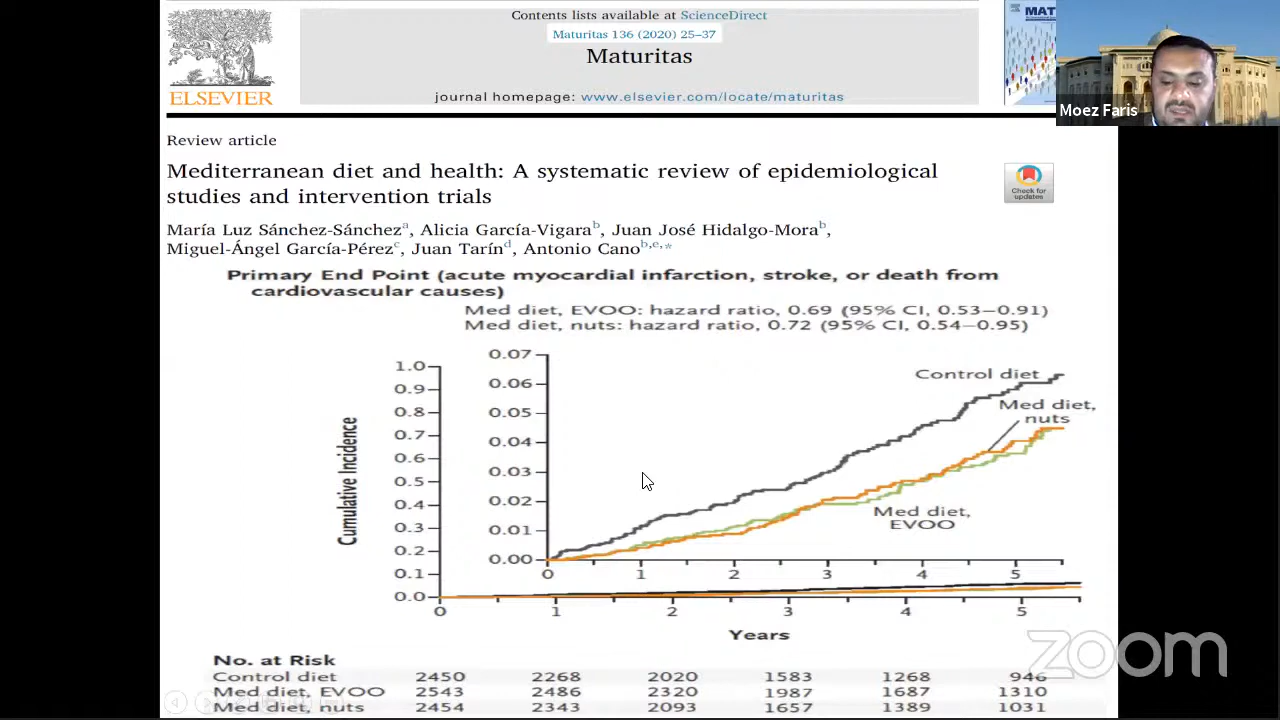 Contents lists available at ScienceDirect
Maturitas 136 (2020) 25–37
Maturitas
journal homepage: www.elsevier.com/locate/maturitas
ELSEVIER
MAT
Moez Faris
Review article
Mediterranean diet and health: A systematic review of epidemiological
studies and intervention trials
Check for
updates
María Luz Sánchez-Sánchezª, Alicia García-Vigaraᵇ, Juan José Hidalgo-Moraᵇ,
Miguel-Ángel García-Pérezᶜ, Juan Tarínᵈ, Antonio Canoᵇ,ᵉ,*
Primary End Point (acute myocardial infarction, stroke, or death from
cardiovascular causes)
Med diet, EVOO: hazard ratio, 0.69 (95% CI, 0.53–0.91)
Med diet, nuts: hazard ratio, 0.72 (95% CI, 0.54–0.95)
Cumulative Incidence
1.0
0.9
0.8
0.7
0.6
0.5
0.4
0.3
0.2
0.1
0.0
0.07
0.06
0.05
0.04
0.03
0.02
0.01
0.00
Control diet
Med diet,
nuts
Med diet,
EVOO
0 1 2 3 4 5
0 1 2 3 4 5
Years
zoom
No. at Risk
Control diet 2450 2268 2020 1583 1268 946
Med diet, EVOO 2543 2486 2320 1987 1687 1310
Med diet, nuts 2454 2343 2093 1657 1389 1031